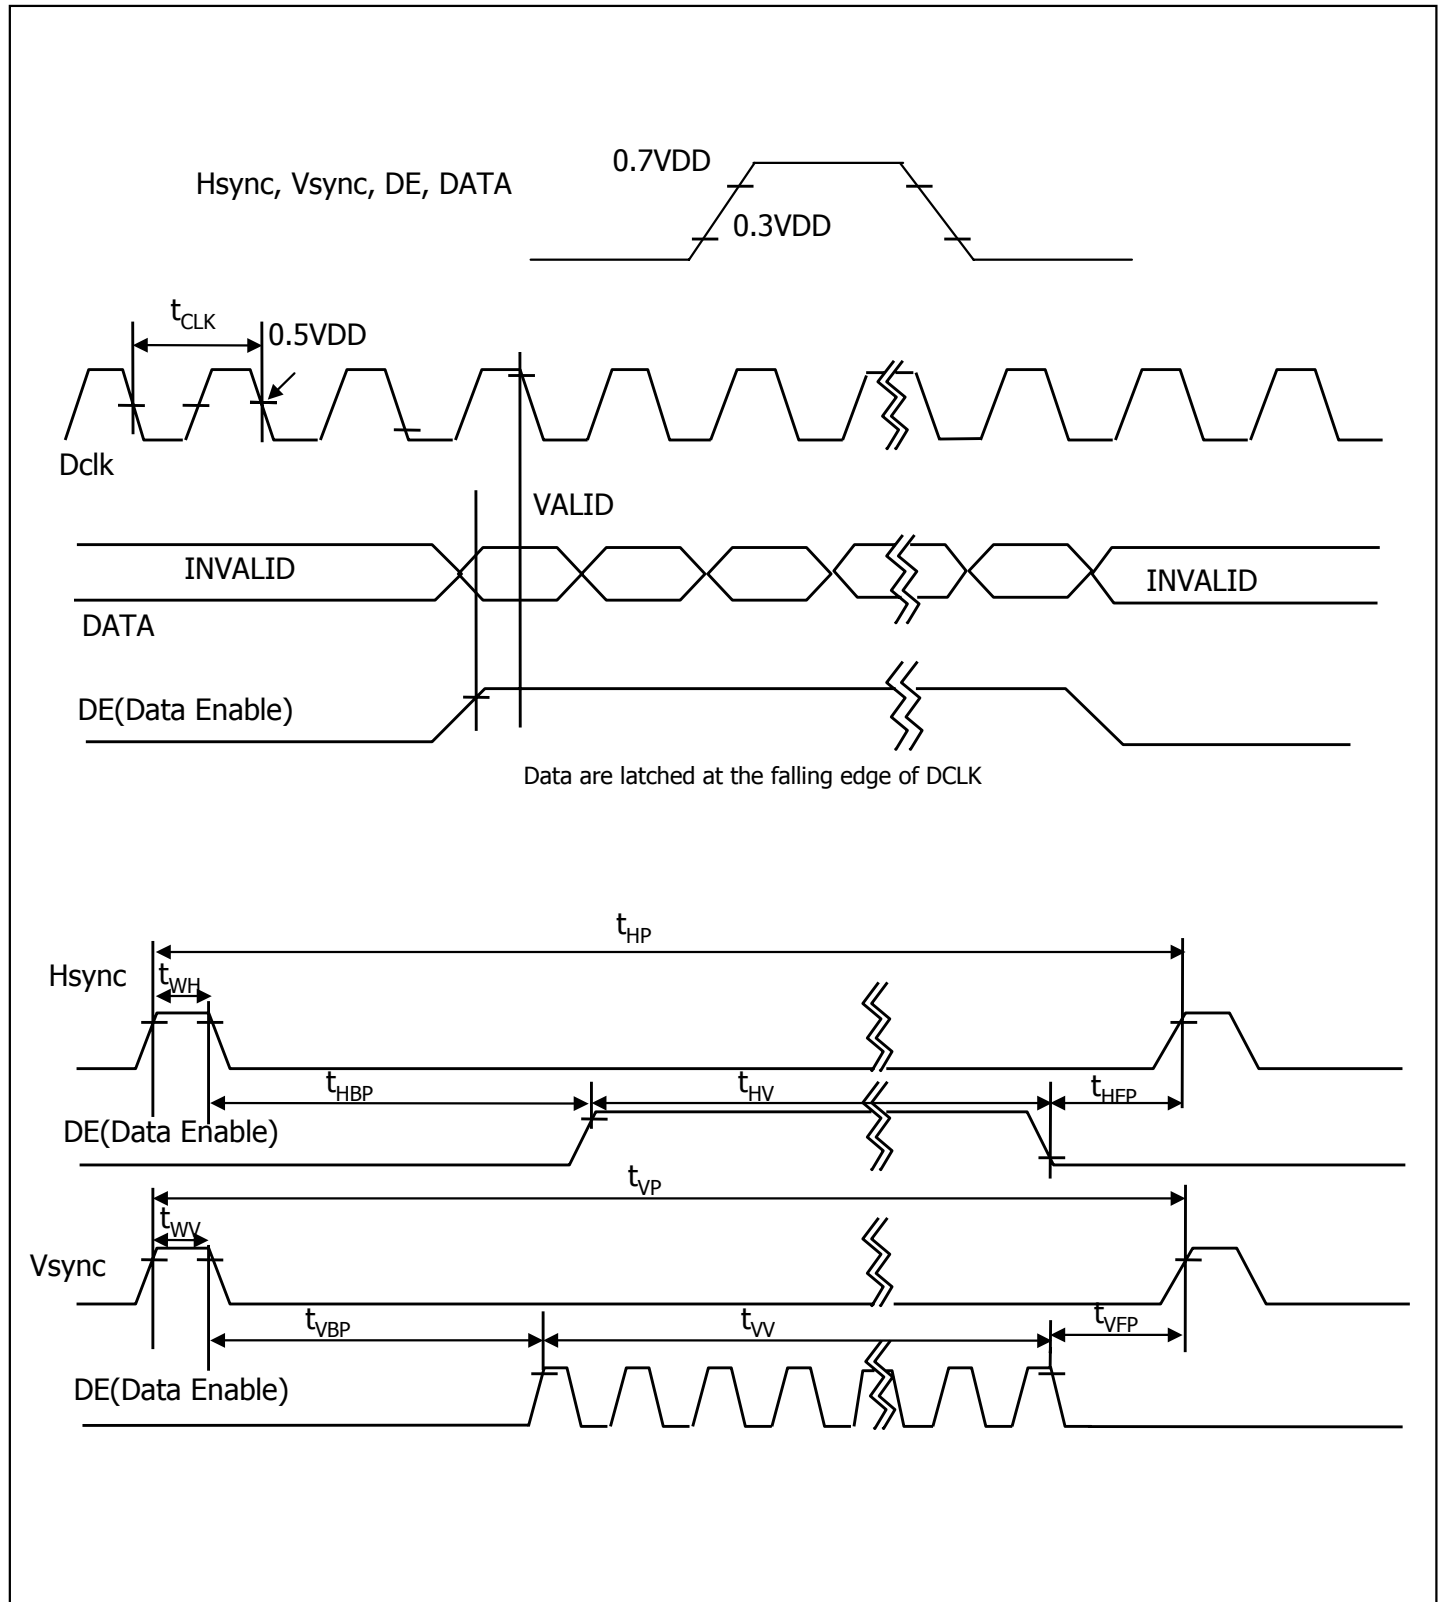 0.7VDD
Hsync, Vsync, DE, DATA
0.3VDD
tCLK
0.5VDD
Dclk
VALID
INVALID
INVALID
DATA
DE(Data Enable)
Data are latched at the falling edge of DCLK
tHP
Hsync
tWH
tHBP
tHV
tHFP
DE(Data Enable)
tVP
tWV
Vsync
tVBP
tVV
tVFP
DE(Data Enable)